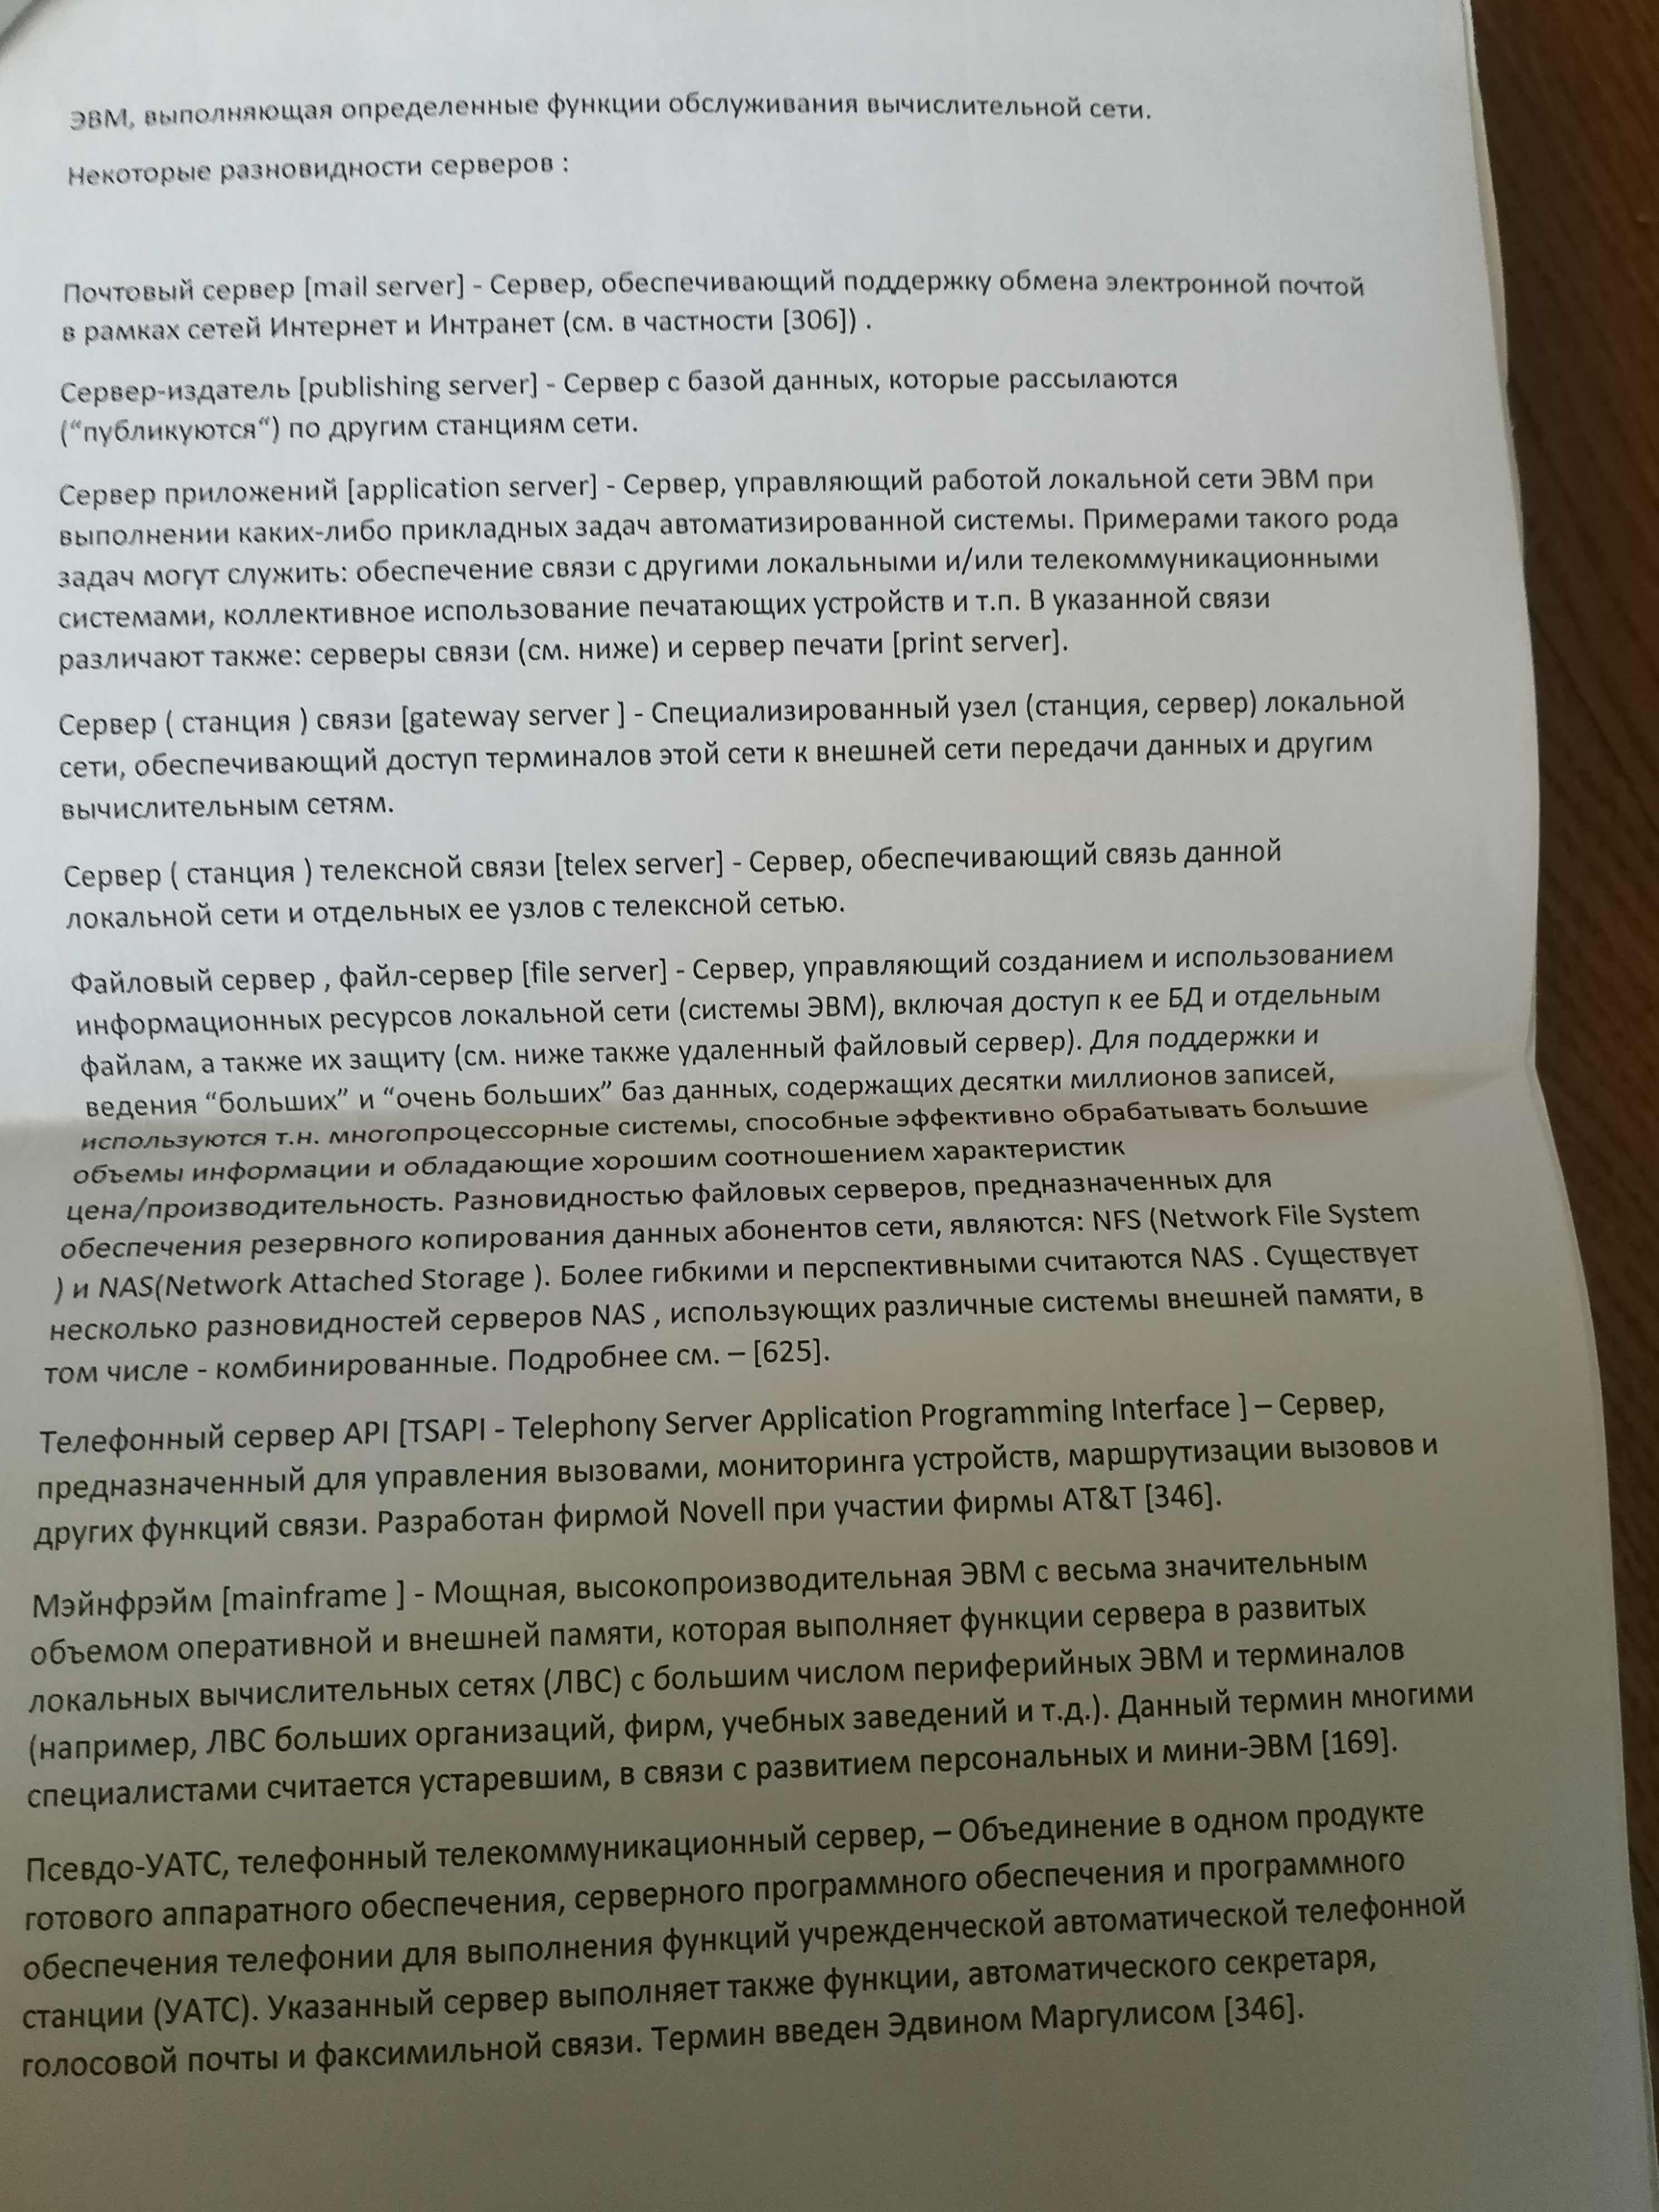 ЭВМ, выполняющая определенные функции обслуживания вычислительной сети.
Некоторые разновидности серверов :
Почтовый сервер [mail server] - Сервер, обеспечивающий поддержку обмена электронной почтой
в рамках сетей Интернет и Интранет (см. в частности [306]) .
Сервер-издатель [publishing server] - Сервер с базой данных, которые рассылаются
(“публикуются“) по другим станциям сети.
Сервер приложений [application server] - Сервер, управляющий работой локальной сети ЭВМ при
выполнении каких-либо прикладных задач автоматизированной системы. Примерами такого рода
задач могут служить: обеспечение связи с другими локальными и/или телекоммуникационными
системами, коллективное использование печатающих устройств и т.п. В указанной связи
различают также: серверы связи (см. ниже) и сервер печати [print server].
Сервер ( станция ) связи [gateway server ] - Специализированный узел (станция, сервер) локальной
сети, обеспечивающий доступ терминалов этой сети к внешней сети передачи данных и другим
вычислительным сетям.
Сервер ( станция ) телексной связи [telex server] - Сервер, обеспечивающий связь данной
локальной сети и отдельных ее узлов с телексной сетью.
Файловый сервер , файл-сервер [file server] - Сервер, управляющий созданием и использованием
информационных ресурсов локальной сети (системы ЭВМ), включая доступ к ее БД и отдельным
файлам, а также их защиту (см. ниже также удаленный файловый сервер). Для поддержки и
ведения “больших” и “очень больших” баз данных, содержащих десятки миллионов записей,
используются т.н. многопроцессорные системы, способные эффективно обрабатывать большие
объемы информации и обладающие хорошим соотношением характеристик
цена/производительность. Разновидностью файловых серверов, предназначенных для
обеспечения резервного копирования данных абонентов сети, являются: NFS (Network File System
) и NAS(Network Attached Storage ). Более гибкими и перспективными считаются NAS . Существует
несколько разновидностей серверов NAS , использующих различные системы внешней памяти, в
том числе - комбинированные. Подробнее см. – [625].
Телефонный сервер API [TSAPI - Telephony Server Application Programming Interface ] – Сервер,
предназначенный для управления вызовами, мониторинга устройств, маршрутизации вызовов и
других функций связи. Разработан фирмой Novell при участии фирмы AT&T [346].
Мэйнфрэйм [mainframe ] - Мощная, высокопроизводительная ЭВМ с весьма значительным
объемом оперативной и внешней памяти, которая выполняет функции сервера в развитых
локальных вычислительных сетях (ЛВС) с большим числом периферийных ЭВМ и терминалов
(например, ЛВС больших организаций, фирм, учебных заведений и т.д.). Данный термин многими
специалистами считается устаревшим, в связи с развитием персональных и мини-ЭВМ [169].
Псевдо-УАТС, телефонный телекоммуникационный сервер, – Объединение в одном продукте
готового аппаратного обеспечения, серверного программного обеспечения и программного
обеспечения телефонии для выполнения функций учрежденческой автоматической телефонной
станции (УАТС). Указанный сервер выполняет также функции, автоматического секретаря,
голосовой почты и факсимильной связи. Термин введен Эдвином Маргулисом [346].